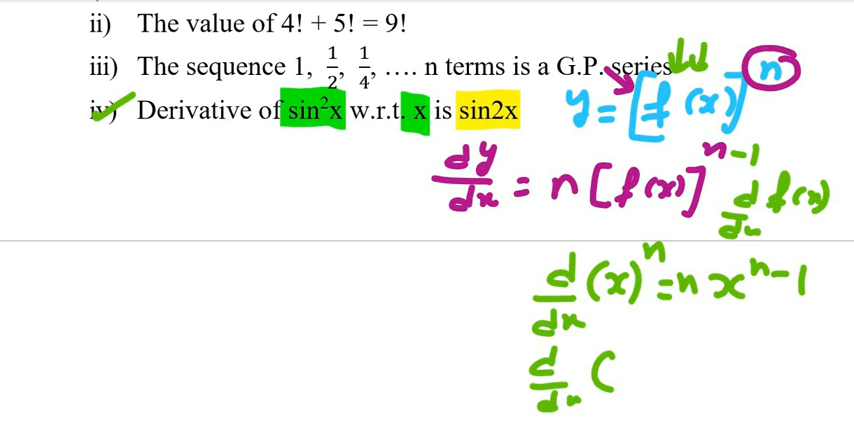 ii) The value of 4! + 5! = 9!
iii) The sequence 1, 1/2, 1/4, .... n terms is a G.P. series
iv) Derivative of sin²x w.r.t. x is sin2x
y = [f(x)]ⁿ
dy/dx = n[f(x)]ⁿ⁻¹ d/dx f(x)
d/dx (x)ⁿ = n xⁿ⁻¹
d/dx (